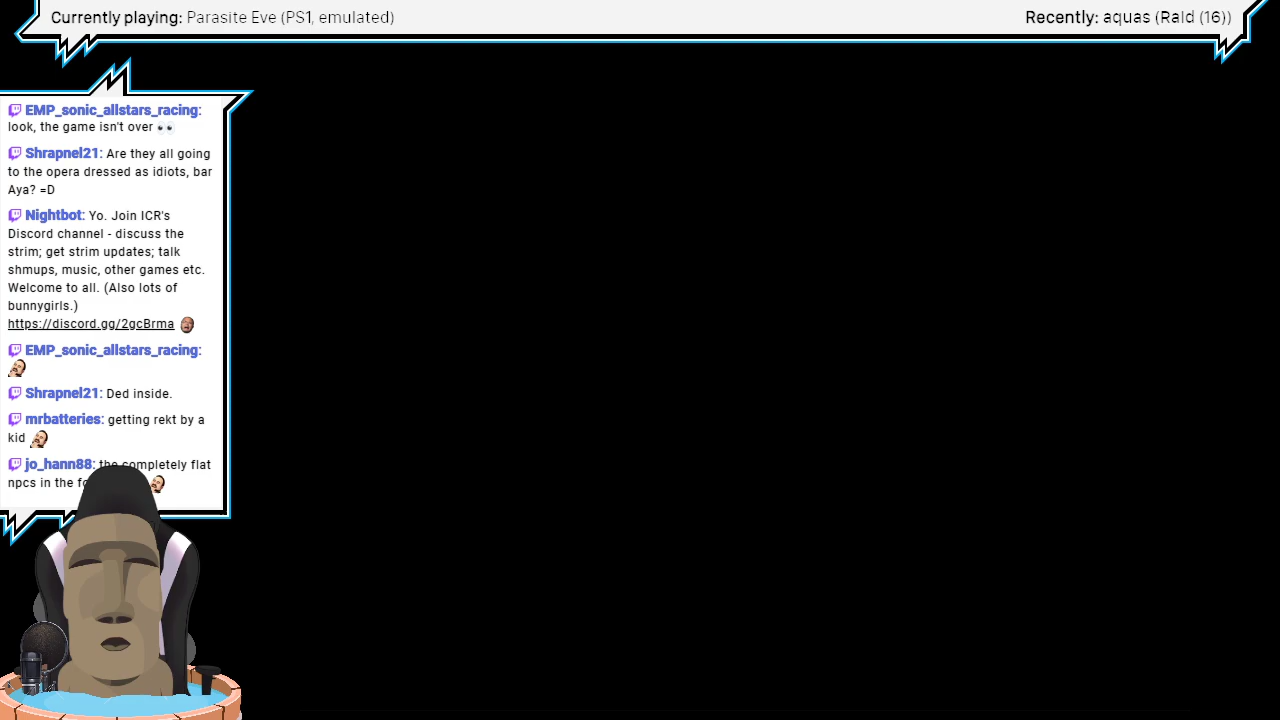 Currently playing: Parasite Eve (PS1, emulated)
Recently: aquas (RaId (16))
EMP_sonic_allstars_racing:
look, the game isn't over
Shrapnel21: Are they all going
to the opera dressed as idiots, bar
Aya? =D
Nightbot: Yo. Join ICR's
Discord channel - discuss the
strim; get strim updates; talk
shmups, music, other games etc.
Welcome to all. (Also lots of
bunnygirls.)
https://discord.gg/2gcBrma
EMP_sonic_allstars_racing:
Shrapnel21: Ded inside.
mrbatteries: getting rekt by a
kid
jo_hann88: the completely flat
npcs in the